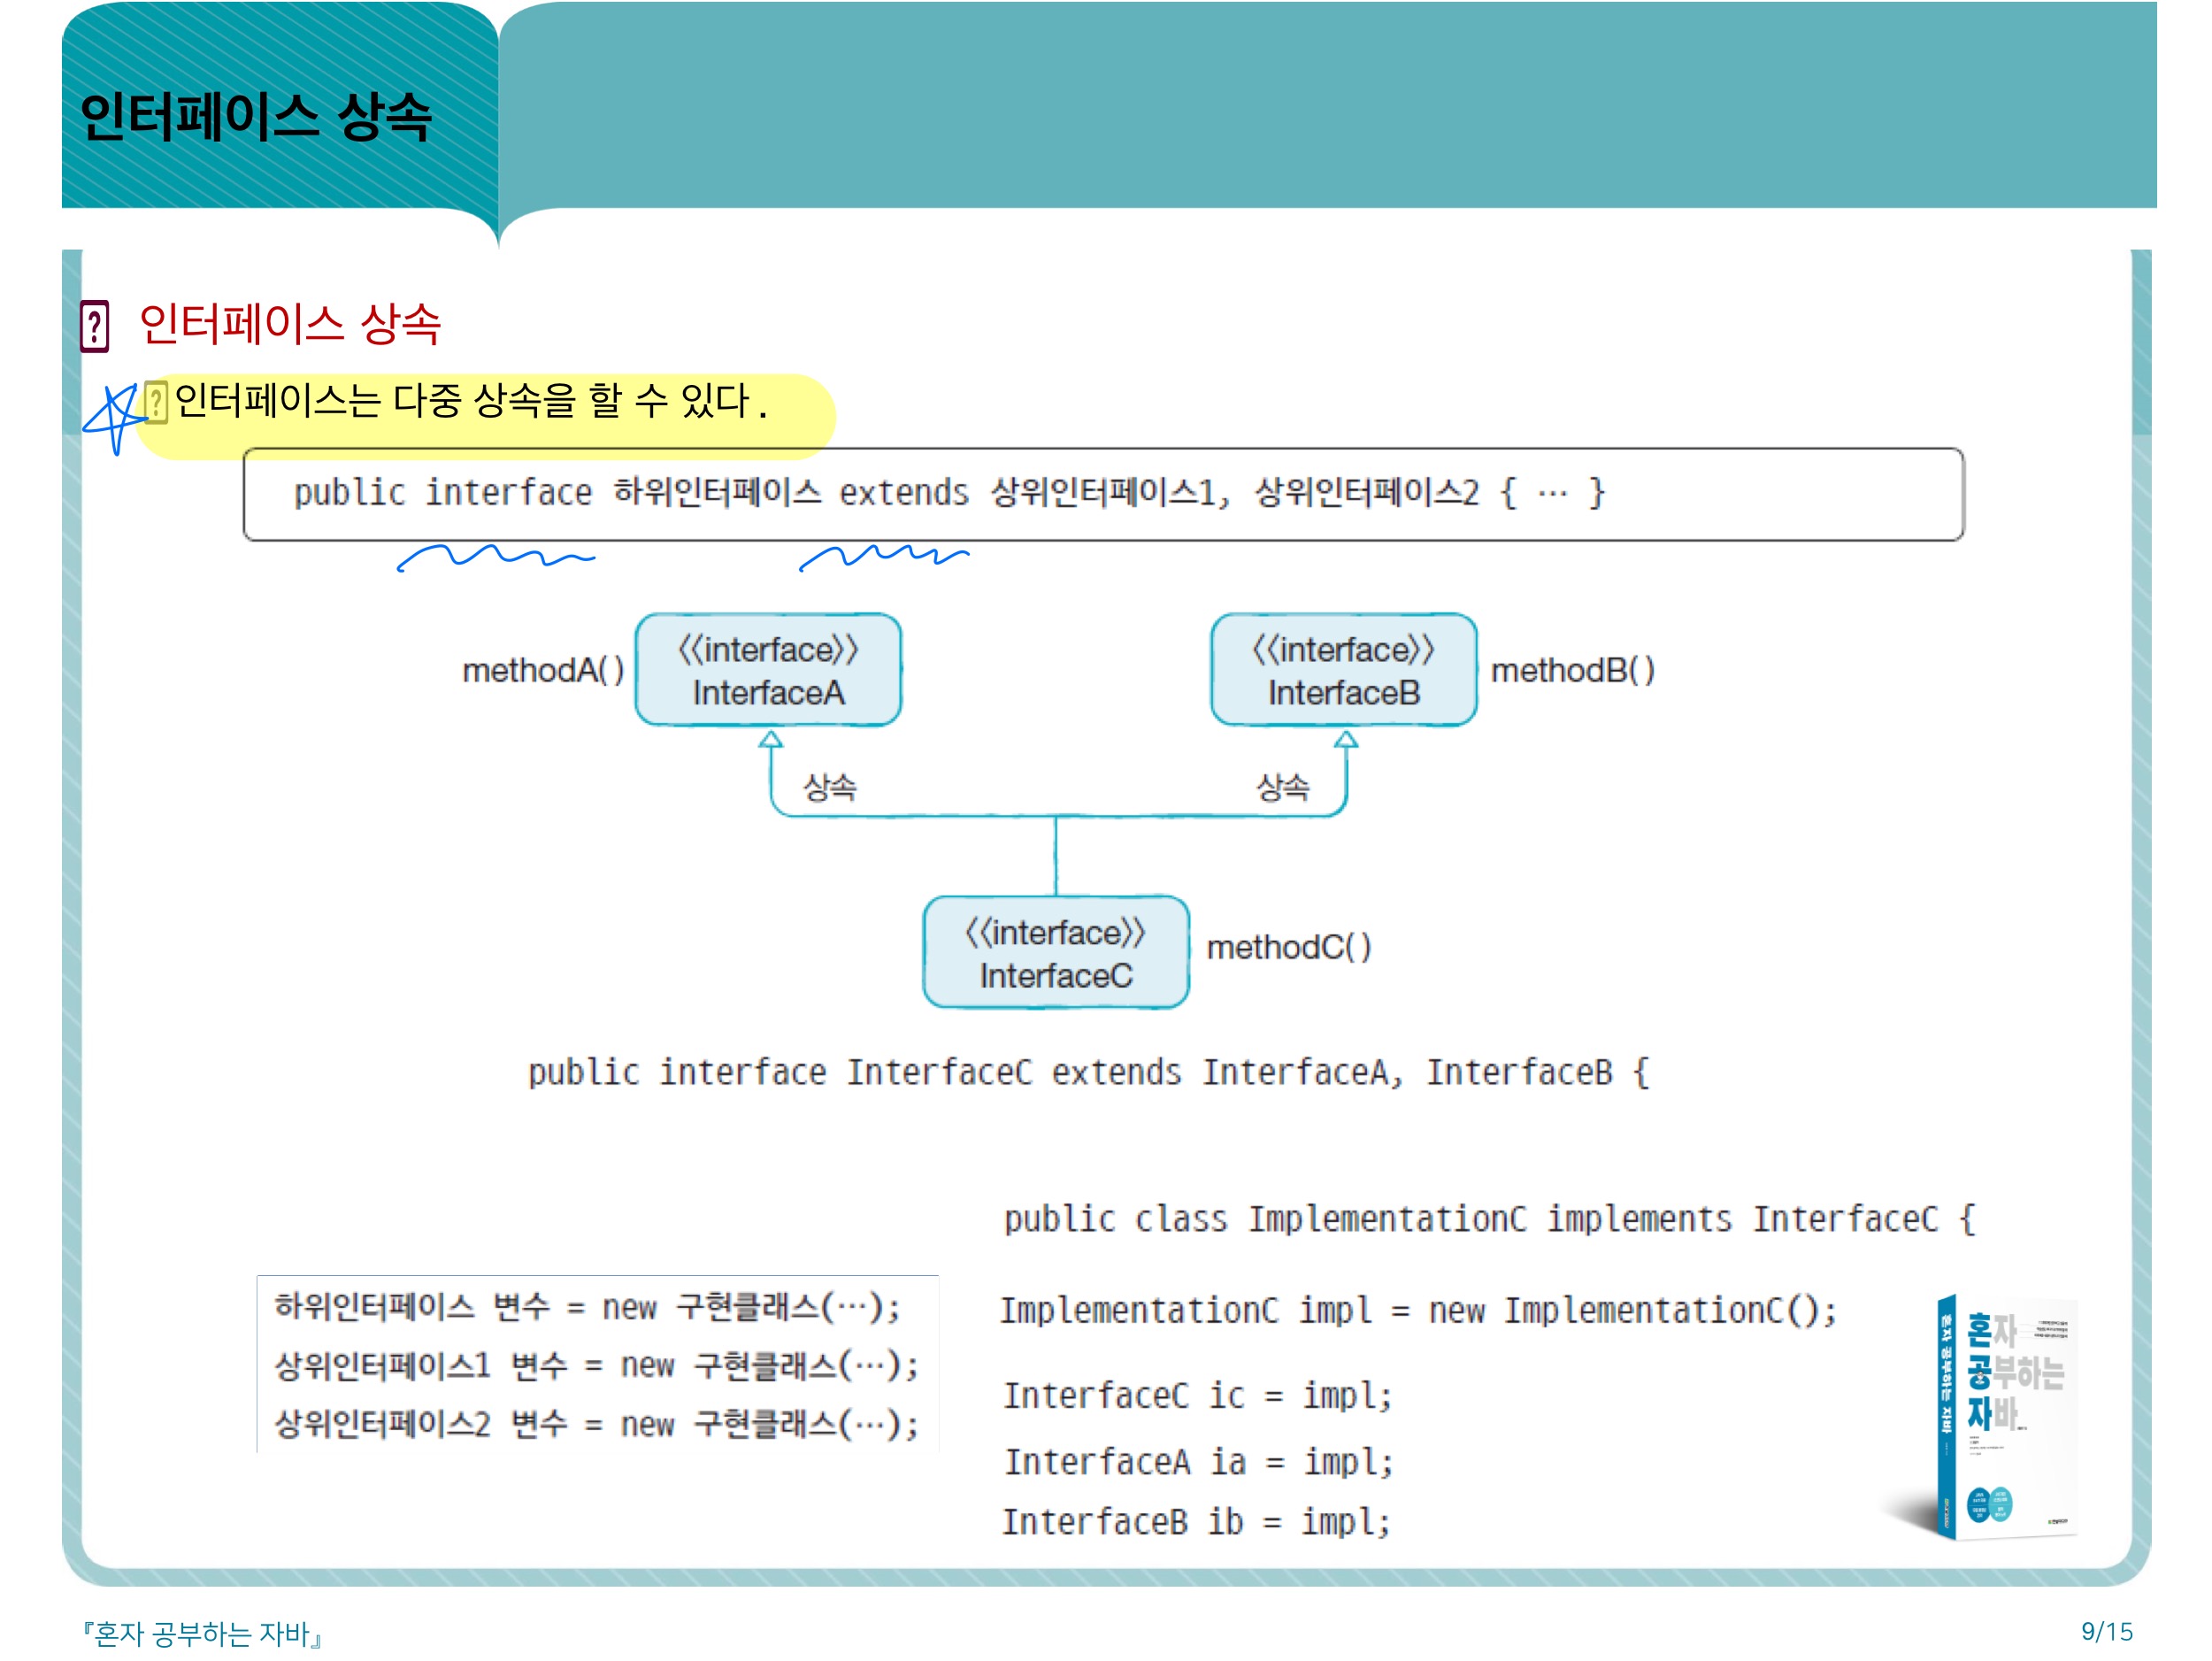 인터페이스 상속
인터페이스 상속
인터페이스는 다중 상속을 할 수 있다.
public interface 하위인터페이스 extends 상위인터페이스1, 상위인터페이스2 { … }
methodA()
《interface》
InterfaceA
《interface》
InterfaceB
methodB()
상속
상속
《interface》
InterfaceC
methodC()
public interface InterfaceC extends InterfaceA, InterfaceB {
하위인터페이스 변수 = new 구현클래스(…);
상위인터페이스1 변수 = new 구현클래스(…);
상위인터페이스2 변수 = new 구현클래스(…);
public class ImplementationC implements InterfaceC {
ImplementationC impl = new ImplementationC();
InterfaceC ic = impl;
InterfaceA ia = impl;
InterfaceB ib = impl;
혼자 공부하는 자바
혼자
공부하는
자바
『혼자 공부하는 자바』
9/15